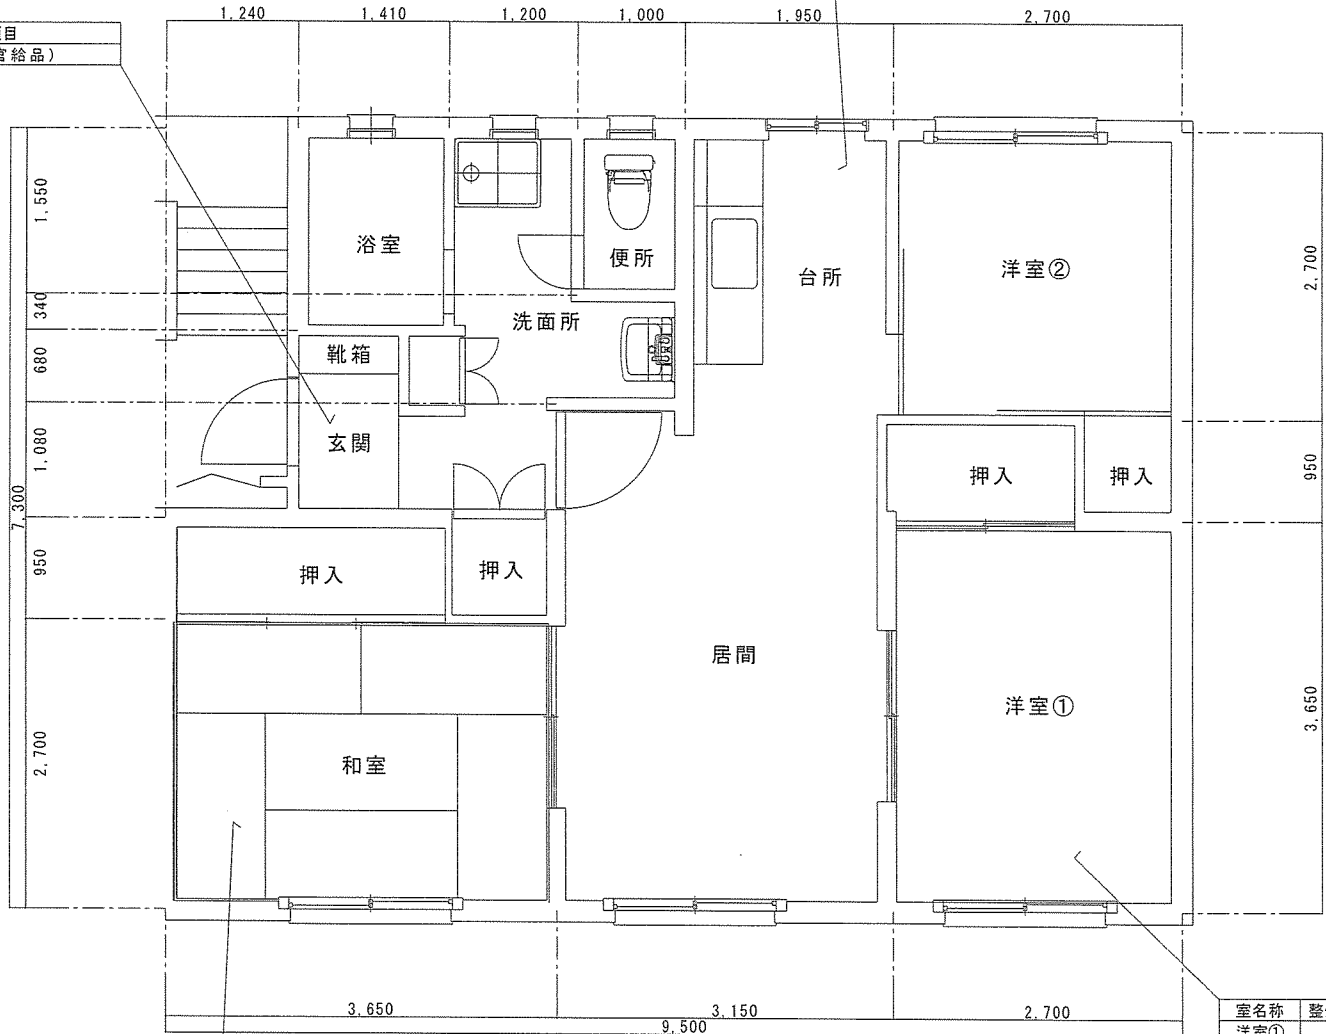 1,240
1,410
1,200
1,000
1,950
2,700
目
官給品)
1,550
340
680
1,080
7,300
950
2,700
浴室
便所
台所
洋室②
洗面所
靴箱
玄関
押入
押入
押入
押入
居間
洋室①
和室
2,700
950
3,650
3,650
3,150
2,700
9,500
室名称
洋室①